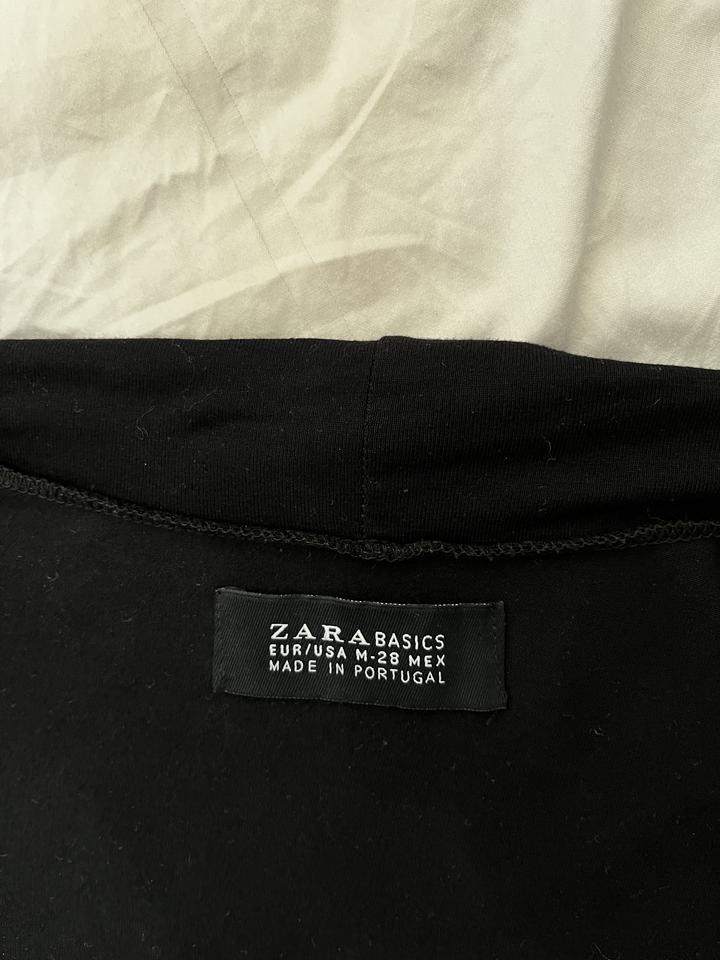 ZARA BASICS
EUR/USA M-28 MEX
MADE IN PORTUGAL